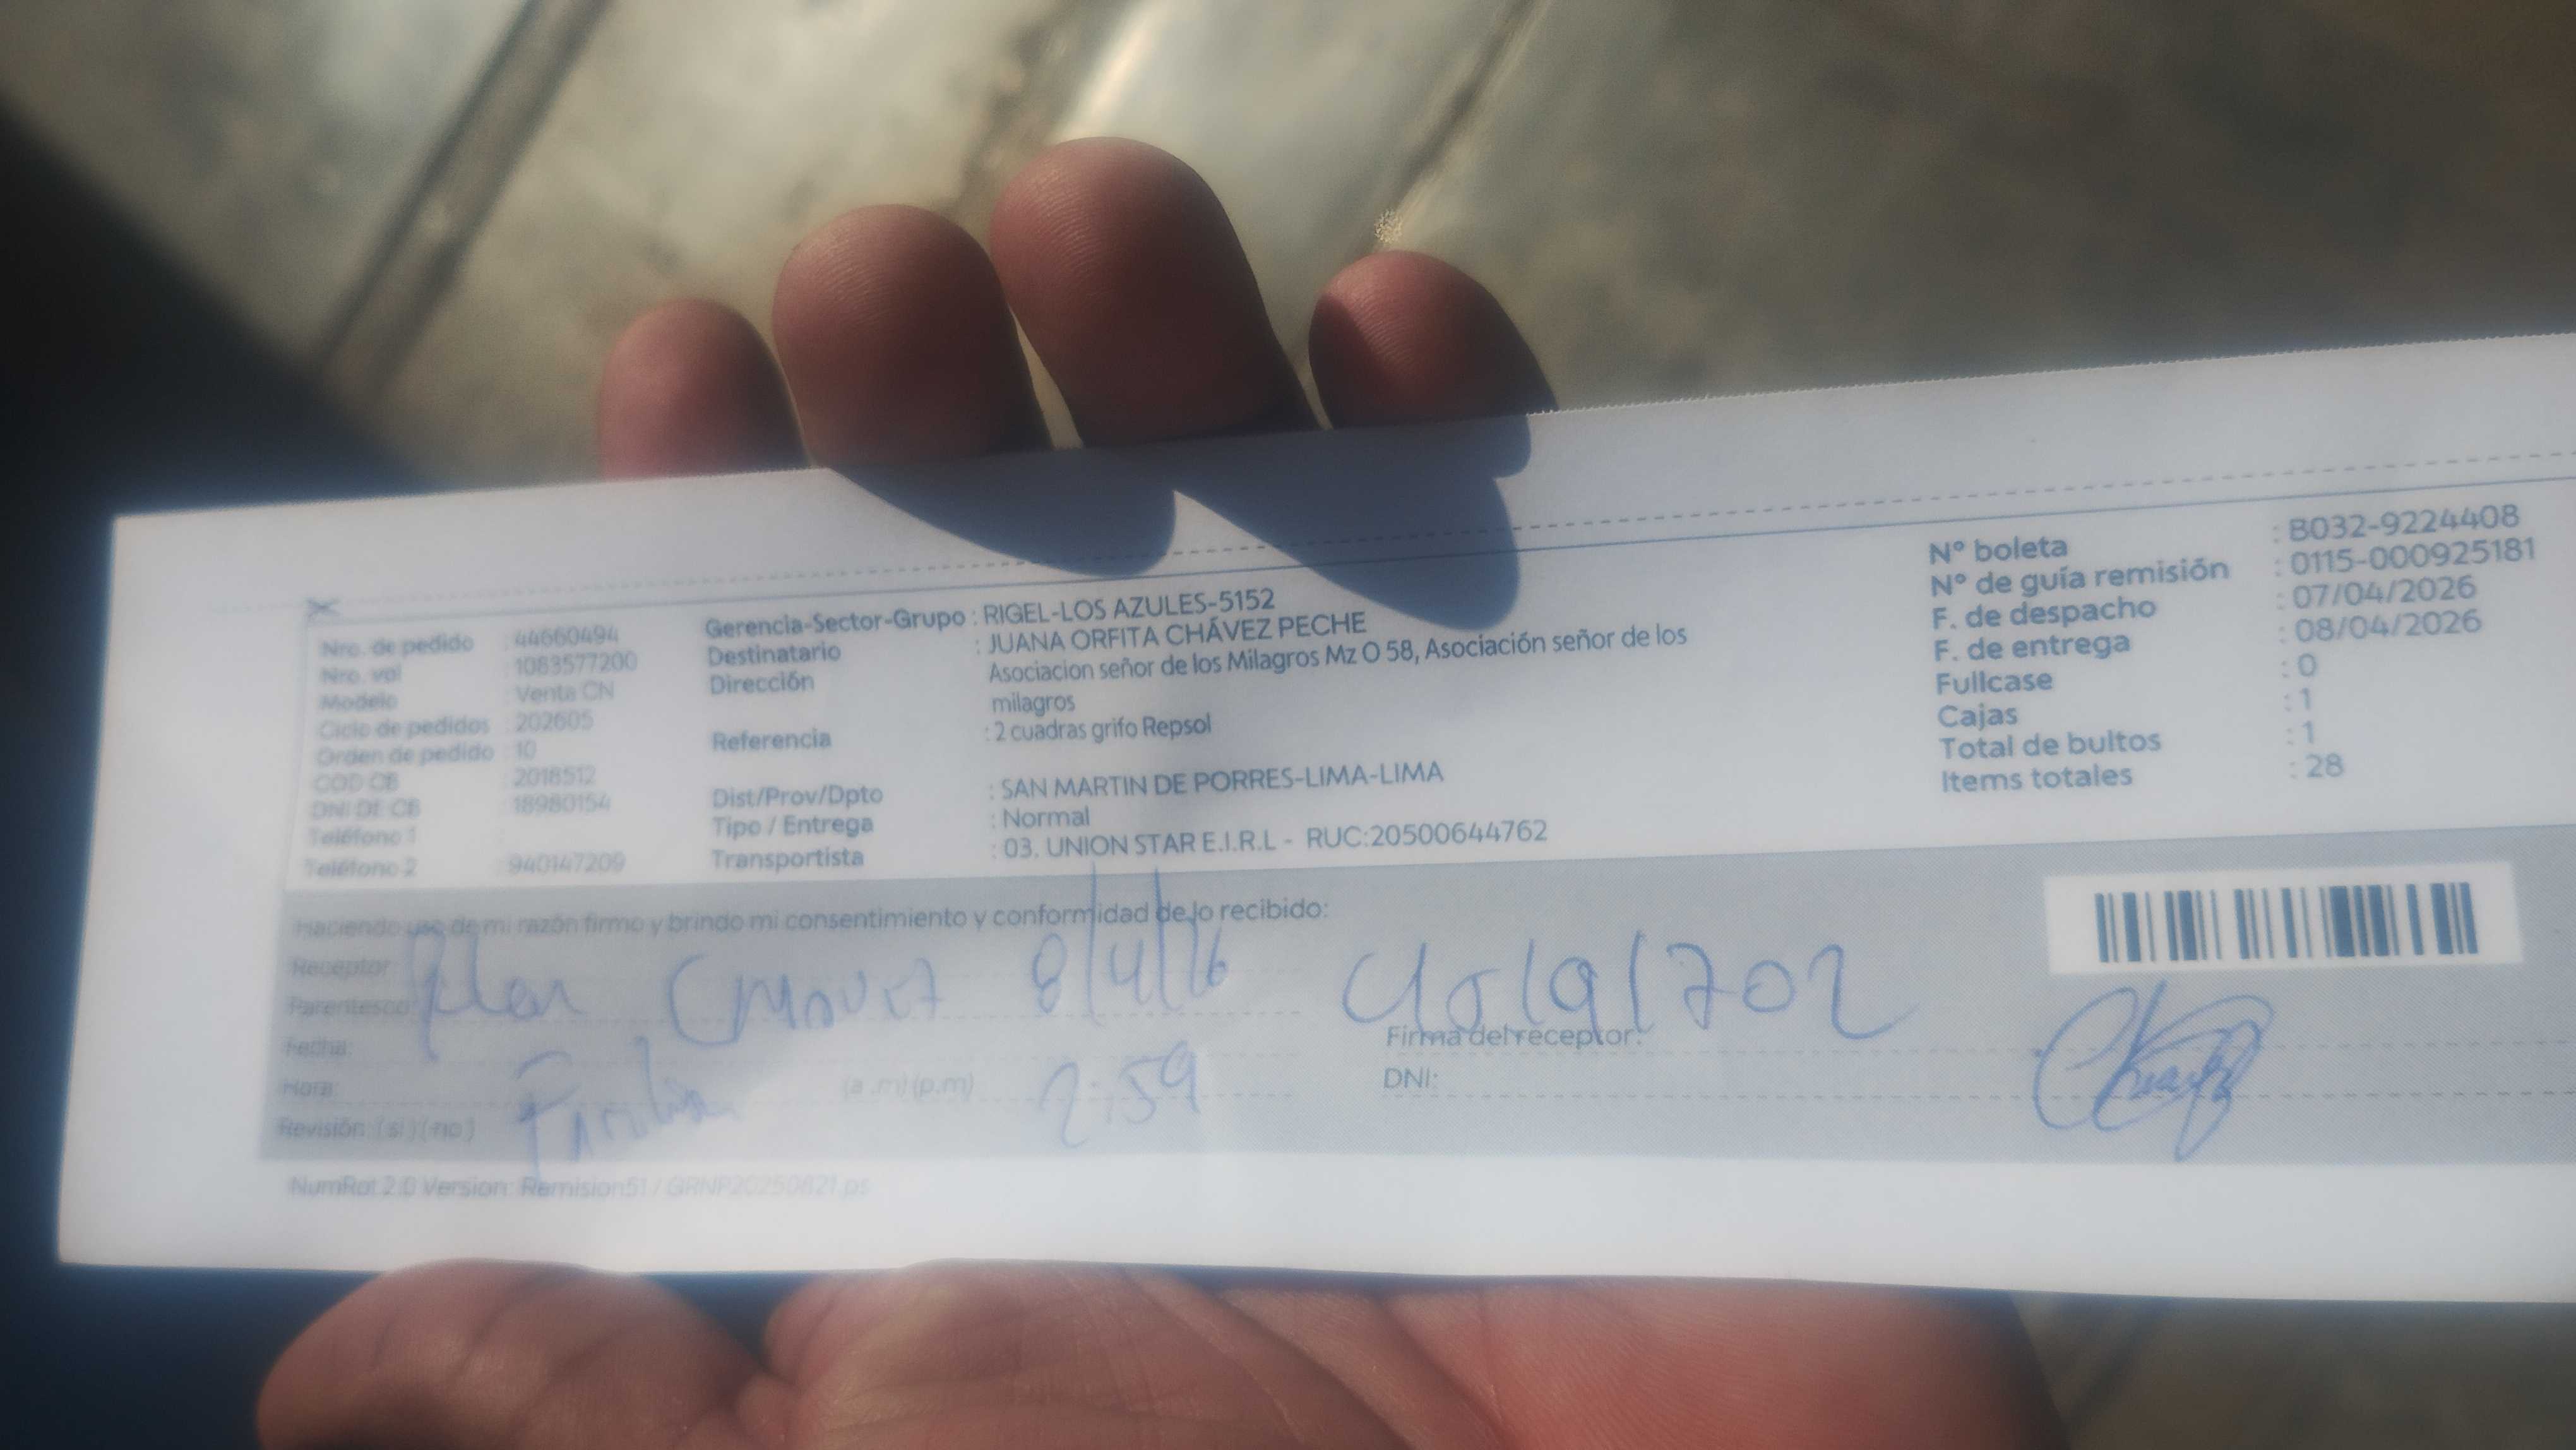 Nro. de pedido : 44660494
Nro. val : 1083577200
Modelo : Venta CN
Ciclo de pedidos : 202605
Orden de pedido : 10
COD CB : 2018512
DNI DE CB : 18980154
Teléfono 1 :
Teléfono 2 : 940147209
Gerencia-Sector-Grupo : RIGEL-LOS AZULES-5152
Destinatario : JUANA ORFITA CHÁVEZ PECHE
Dirección Asociacion señor de los Milagros Mz O 58, Asociación señor de los
milagros
Referencia : 2 cuadras grifo Repsol
Dist/Prov/Dpto : SAN MARTIN DE PORRES-LIMA-LIMA
Tipo / Entrega : Normal
Transportista : 03. UNION STAR E.I.R.L - RUC:20500644762
N° boleta : B032-9224408
N° de guía remisión : 0115-000925181
F. de despacho : 07/04/2026
F. de entrega : 08/04/2026
Fullcase : 0
Cajas : 1
Total de bultos : 1
Items totales : 28
Haciendo uso de mi razón firmo y brindo mi consentimiento y conformidad de lo recibido:
Receptor:
Parentesco:
8/4/26
Fecha:
Hora: (a .m) (p.m) 2:59
Revisión: ( si ) ( no )
Firma del receptor:
DNI:
NumRot 2.0 Version: Remision51 / GRNP20250821.ps